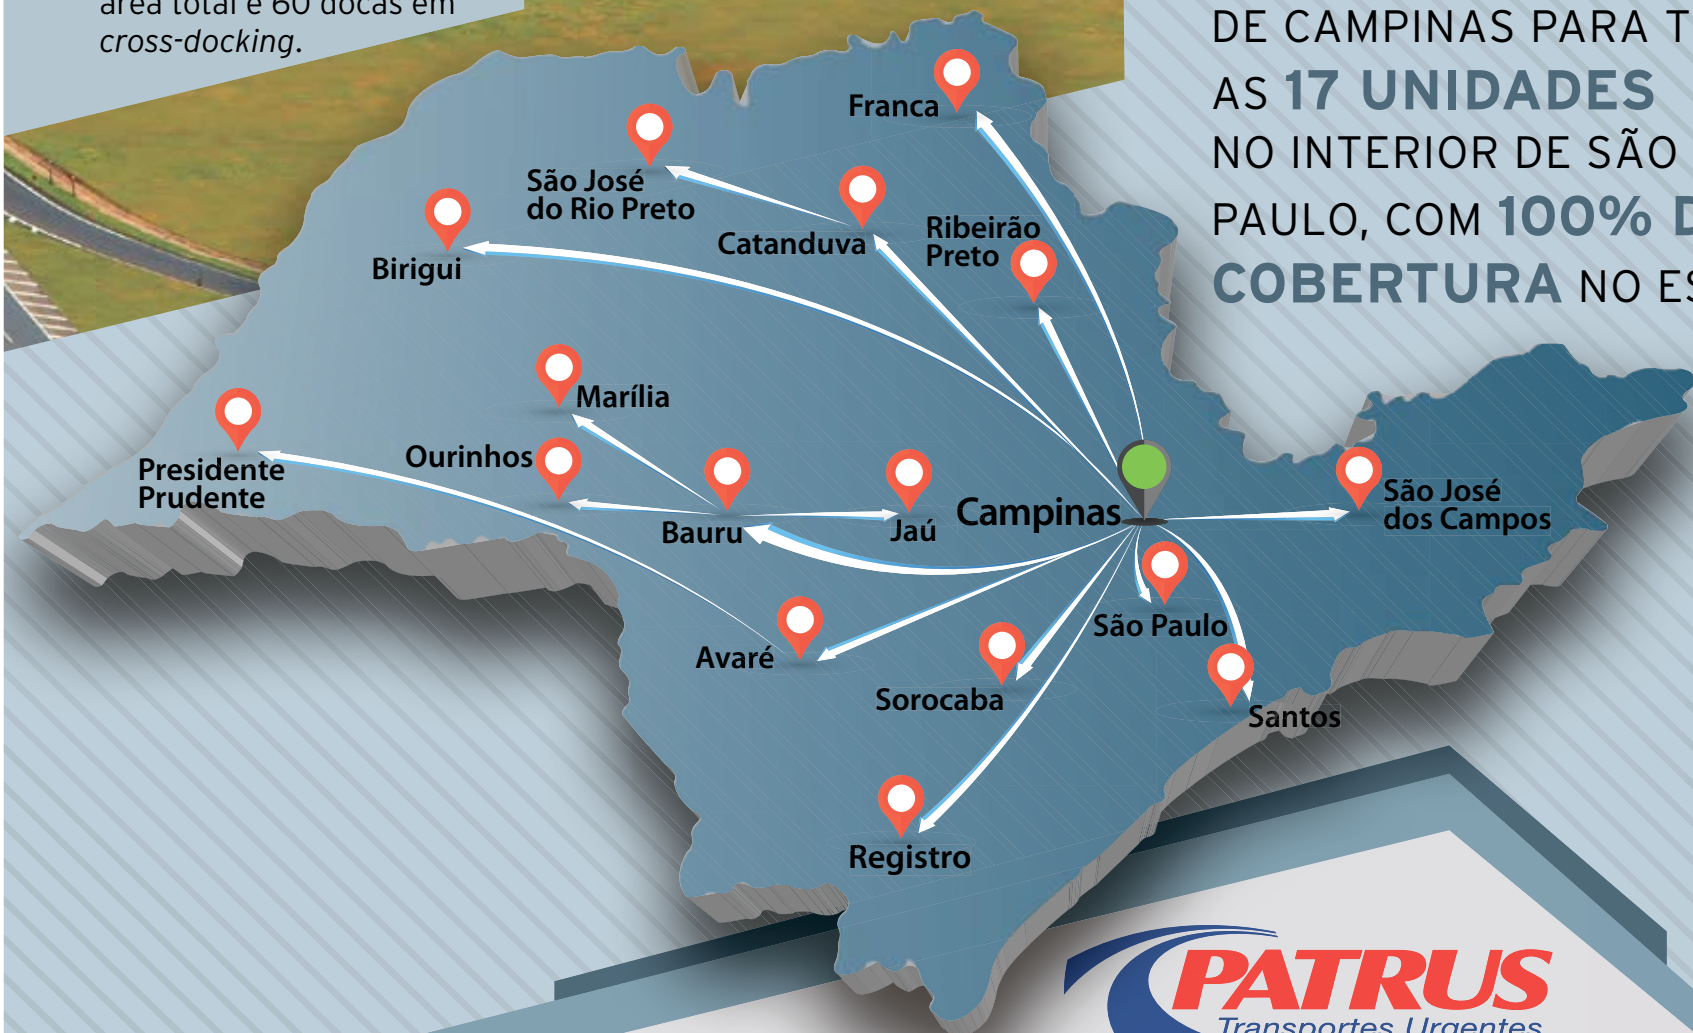 área total e 60 docas em
cross-docking.
DE CAMPINAS PARA T
AS 17 UNIDADES
NO INTERIOR DE SÃO
PAULO, COM 100% D
COBERTURA NO ES
Franca
São José
do Rio Preto
Catanduva
Ribeirão
Preto
Birigui
Marília
Ourinhos
Presidente
Prudente
Bauru
Jaú
Campinas
São José
dos Campos
São Paulo
Avaré
Sorocaba
Santos
Registro
PATRUS
Transportes Urgentes